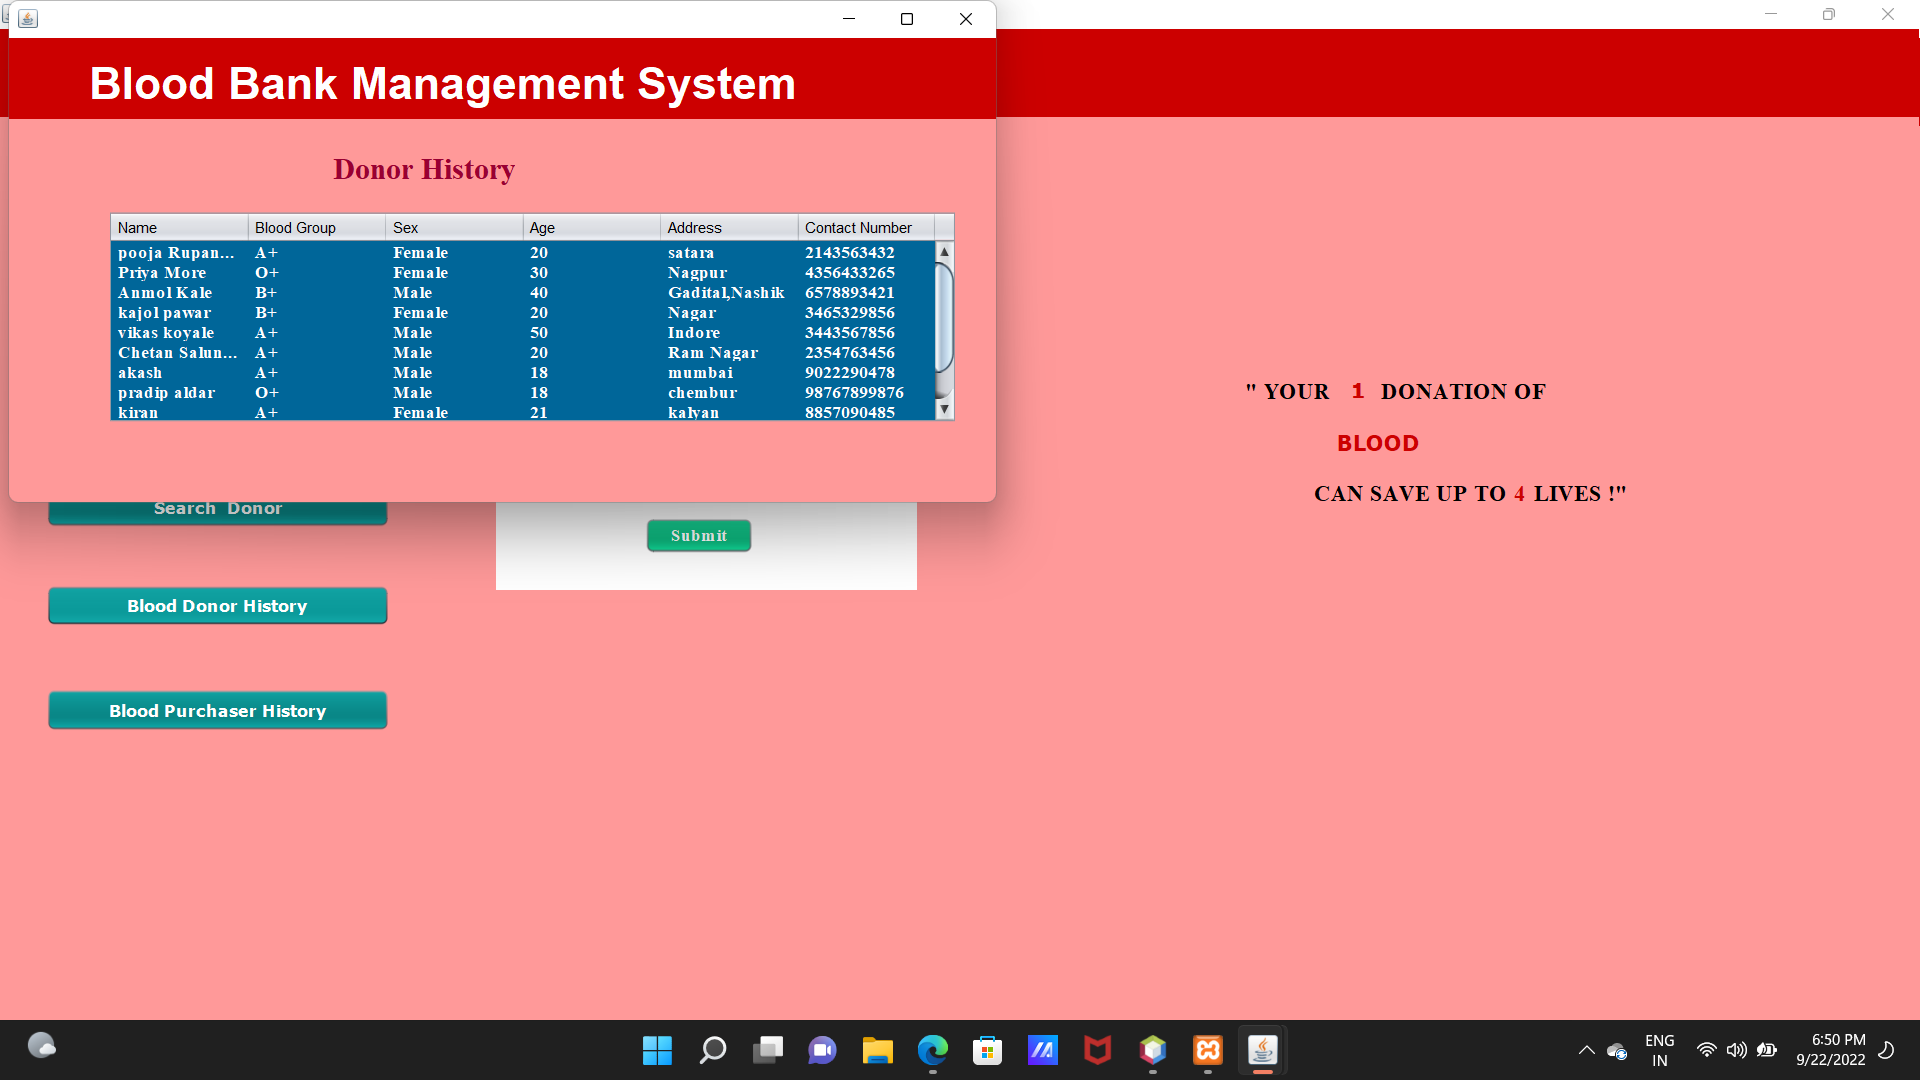 Blood Bank Management System
Donor History
Name Blood Group Sex Age Address Contact Number
pooja Rupan... A+ Female 20 satara 2143563432
Priya More O+ Female 30 Nagpur 4356433265
Anmol Kale B+ Male 40 Gadital,Nashik 6578893421
kajol pawar B+ Female 20 Nagar 3465329856
vikas koyale A+ Male 50 Indore 3443567856
Chetan Salun... A+ Male 20 Ram Nagar 2354763456
akash A+ Male 18 mumbai 9022290478
pradip aldar O+ Male 18 chembur 98767899876
kiran A+ Female 21 kalyan 8857090485
Search Donor
Submit
Blood Donor History
Blood Purchaser History
" YOUR 1 DONATION OF
BLOOD
CAN SAVE UP TO 4 LIVES !"
ENG
IN
6:50 PM
9/22/2022